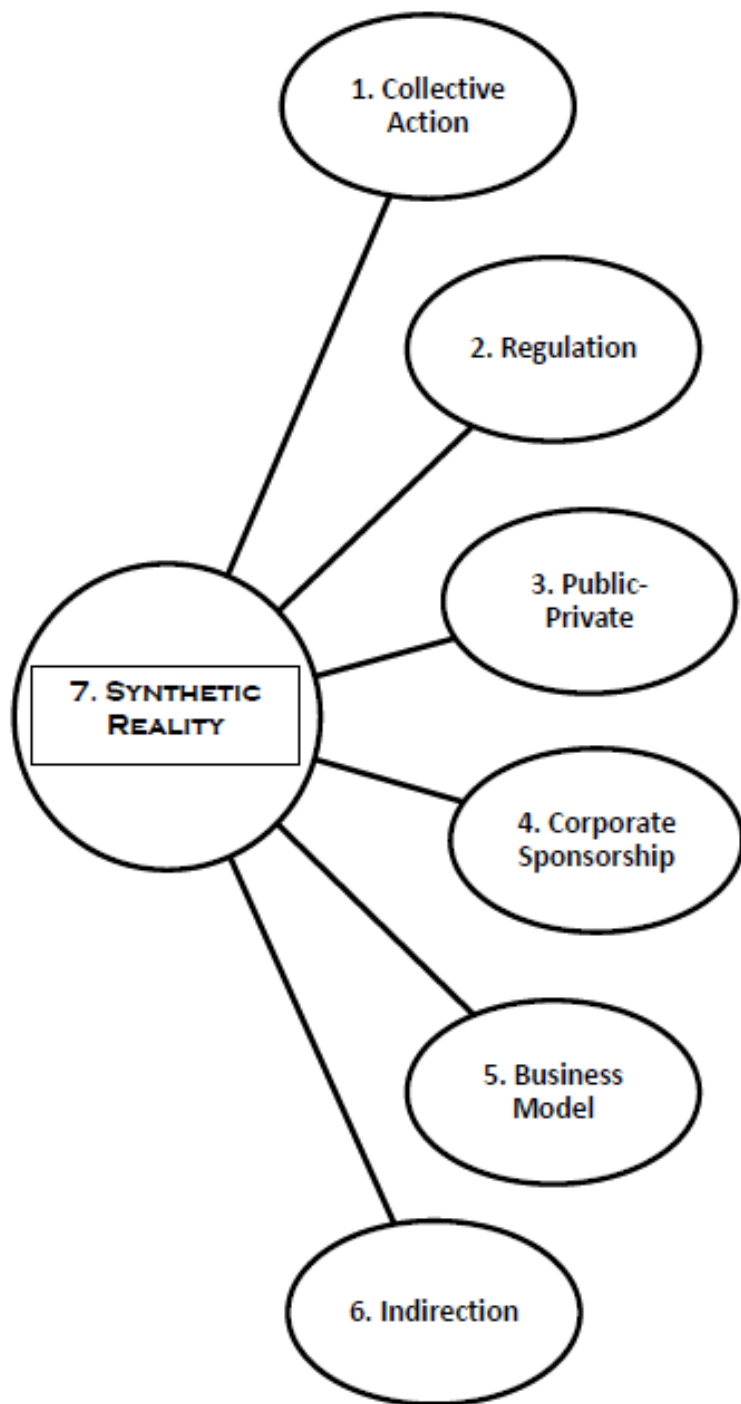 1. Collective
Action
2. Regulation
3. Public-
Private
7. SYNTHETIC
REALITY
4. Corporate
Sponsorship
5. Business
Model
6. Indirection